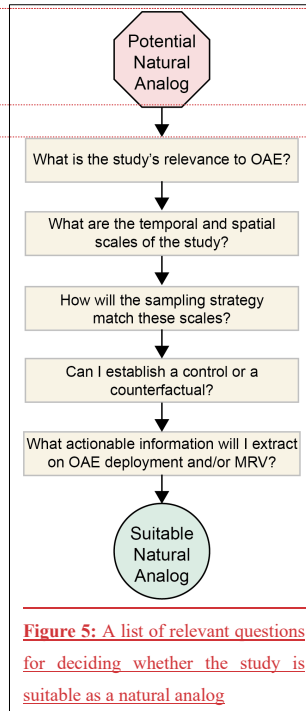 Potential
Natural
Analog
What is the study's relevance to OAE?
What are the temporal and spatial
scales of the study?
How will the sampling strategy
match these scales?
Can I establish a control or a
counterfactual?
What actionable information will I extract
on OAE deployment and/or MRV?
Suitable
Natural
Analog
Figure 5: A list of relevant questions
for deciding whether the study is
suitable as a natural analog